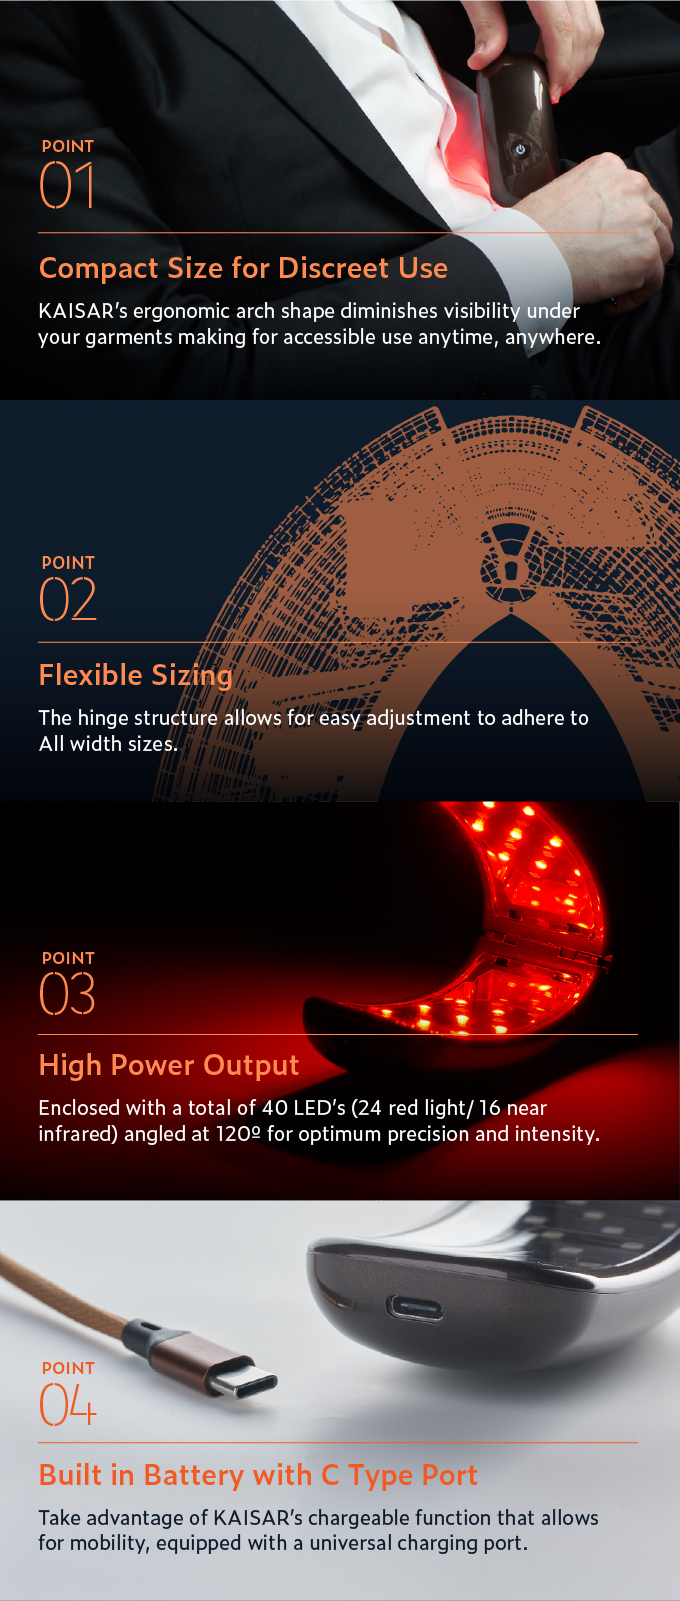 POINT
01
Compact Size for Discreet Use
KAISAR's ergonomic arch shape diminishes visibility under
your garments making for accessible use anytime, anywhere.
POINT
02
Flexible Sizing
The hinge structure allows for easy adjustment to adhere to
All width sizes.
POINT
03
High Power Output
Enclosed with a total of 40 LED's (24 red light/ 16 near
infrared) angled at 120º for optimum precision and intensity.
POINT
04
Built in Battery with C Type Port
Take advantage of KAISAR's chargeable function that allows
for mobility, equipped with a universal charging port.